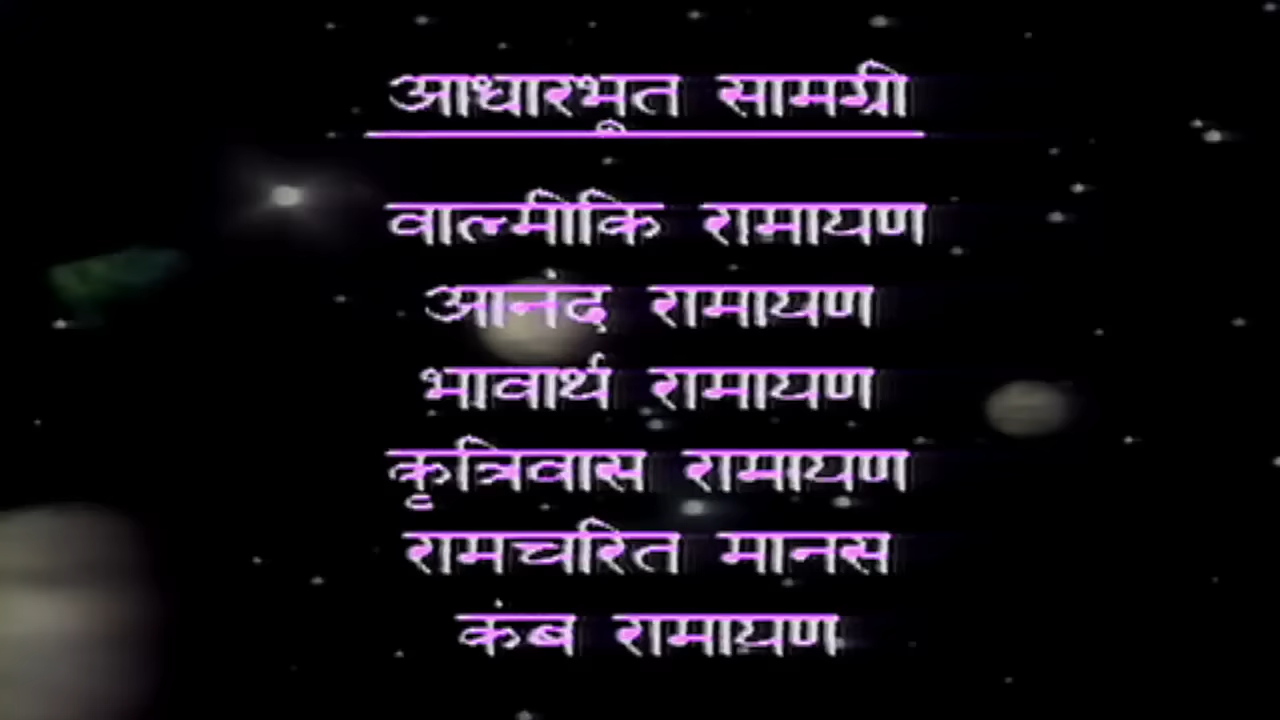 आधारभूत सामग्री
वाल्मीकि रामायण
आनंद रामायण
भावार्थ रामायण
कृत्रिवास रामायण
रामचरित मानस
कंब रामायण